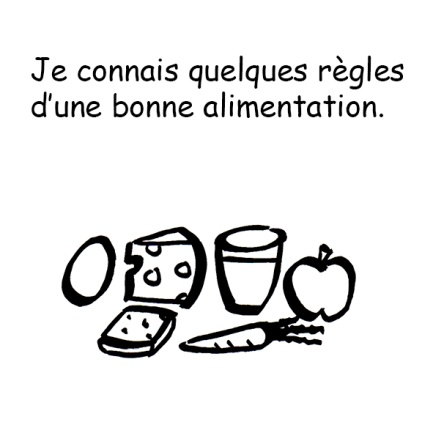 Je connais quelques règles
d'une bonne alimentation.